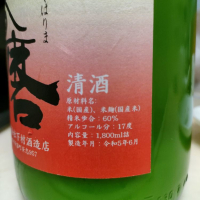 はりま
清酒
原材料名:
米(国産)、米麹(国産米)
精米歩合:60%
アルコール分:17度
内容量:1,800ml詰
製造年月:令和5年6月
酒造店